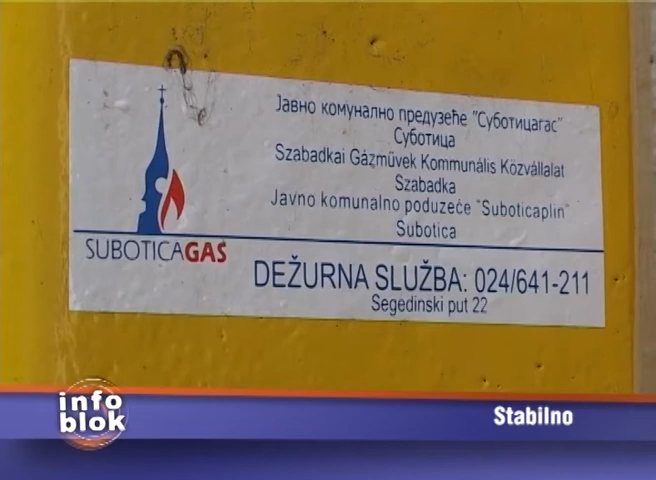 Јавно комунално предузеће "Суботицагас"
Суботица
Szabadkai Gázművek Kommunális Közvállalat
Szabadka
Javno komunalno poduzeće "Suboticaplin"
Subotica
SUBOTICAGAS
DEŽURNA SLUŽBA: 024/641-211
Segedinski put 22
info
blok
Stabilno